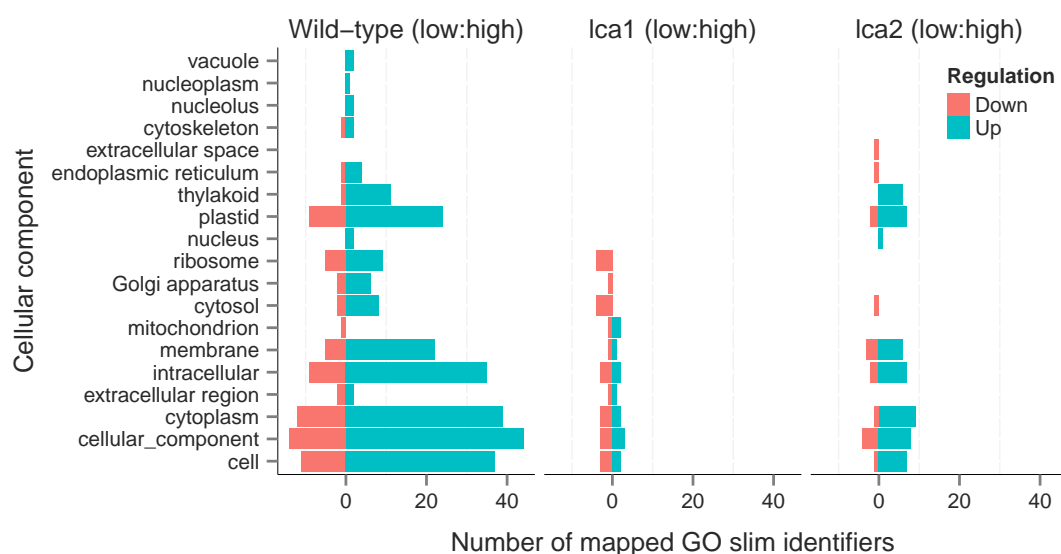 Wild−type (low:high)
lca1 (low:high)
lca2 (low:high)
Cellular component
vacuole
nucleoplasm
nucleolus
cytoskeleton
extracellular space
endoplasmic reticulum
thylakoid
plastid
nucleus
ribosome
Golgi apparatus
cytosol
mitochondrion
membrane
intracellular
extracellular region
cytoplasm
cellular_component
cell
Regulation
Down
Up
0 20 40 0 20 40 0 20 40
Number of mapped GO slim identifiers